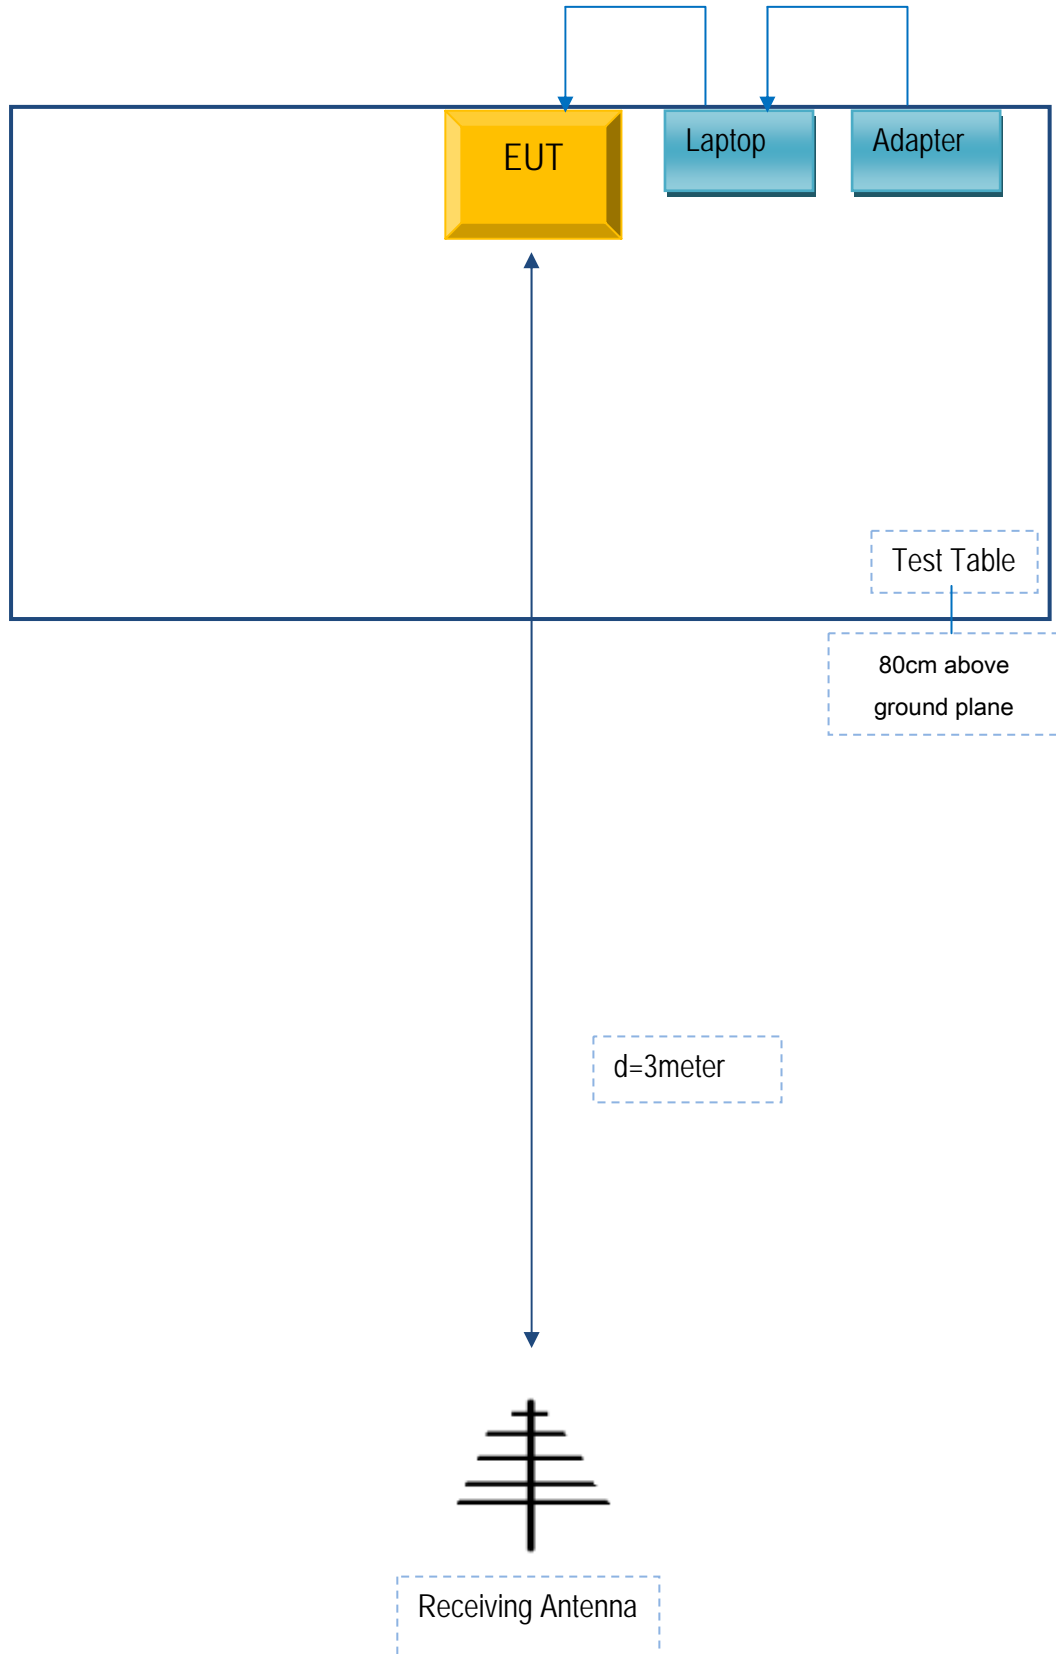 EUT
Laptop
Adapter
Test Table
80cm above
ground plane
d=3meter
Receiving Antenna